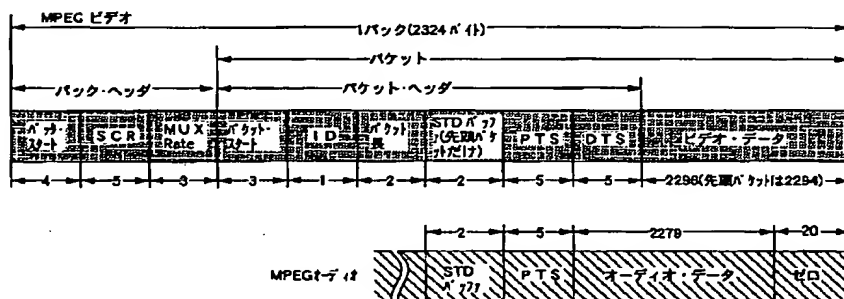 MPEG ビデオ
1パック(2324バイト)
パケット
パック・ヘッダ
パケット・ヘッダ
パック・スタート
SCR
MUX Rate
パケット・スタート
ID
パケット長
STDバッファ(先頭パケットだけ)
PTS
DTS
ビデオ・データ
4
5
3
3
1
2
2
5
5
2296(先頭パケットは2294)
2
5
2279
20
MPEGオーディオ
STDバッファ
PTS
オーディオ・データ
ゼロ